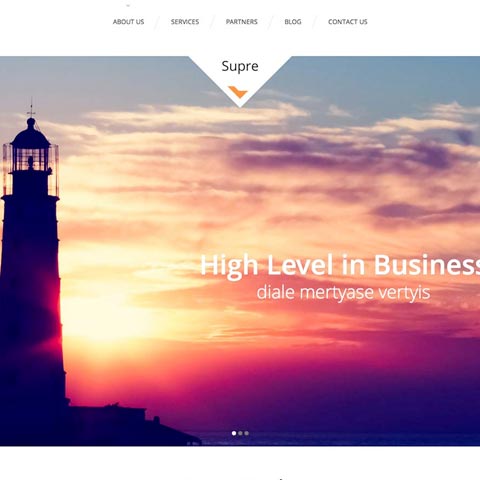 ABOUT US SERVICES PARTNERS BLOG CONTACT US
Supre
High Level in Business
diale mertyase vertyis